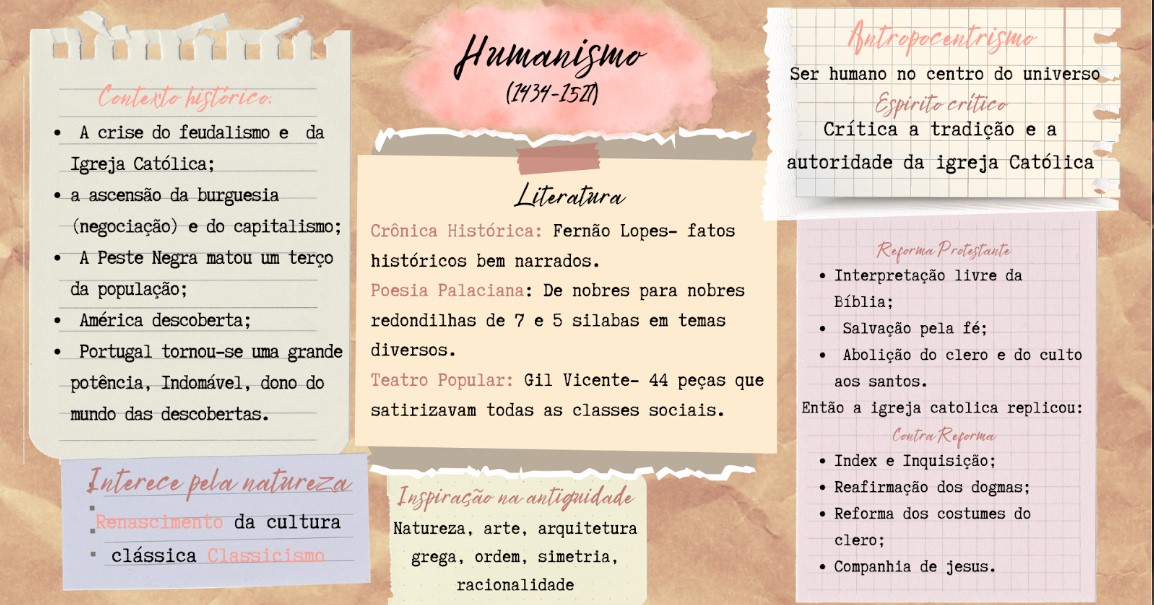 Humanismo
(1434-1527)
Contexto histórico:
• A crise do feudalismo e da
Igreja Católica;
• a ascensão da burguesia
(negociação) e do capitalismo;
• A Peste Negra matou um terço
da população;
• América descoberta;
• Portugal tornou-se uma grande
potência, Indomável, dono do
mundo das descobertas.
Interece pela natureza
Renascimento da cultura
clássica Classicismo
Literatura
Crônica Histórica: Fernão Lopes- fatos
históricos bem narrados.
Poesia Palaciana: De nobres para nobres
redondilhas de 7 e 5 silabas em temas
diversos.
Teatro Popular: Gil Vicente- 44 peças que
satirizavam todas as classes sociais.
Inspiração na antiguidade
Natureza, arte, arquitetura
grega, ordem, simetria,
racionalidade
Antropocentrismo
Ser humano no centro do universo
Espirito crítico
Crítica a tradição e a
autoridade da igreja Católica
Reforma Protestante
• Interpretação livre da
Bíblia;
• Salvação pela fé;
• Abolição do clero e do culto
aos santos.
Então a igreja catolica replicou:
Contra Reforma
• Index e Inquisição;
• Reafirmação dos dogmas;
• Reforma dos costumes do
clero;
• Companhia de jesus.